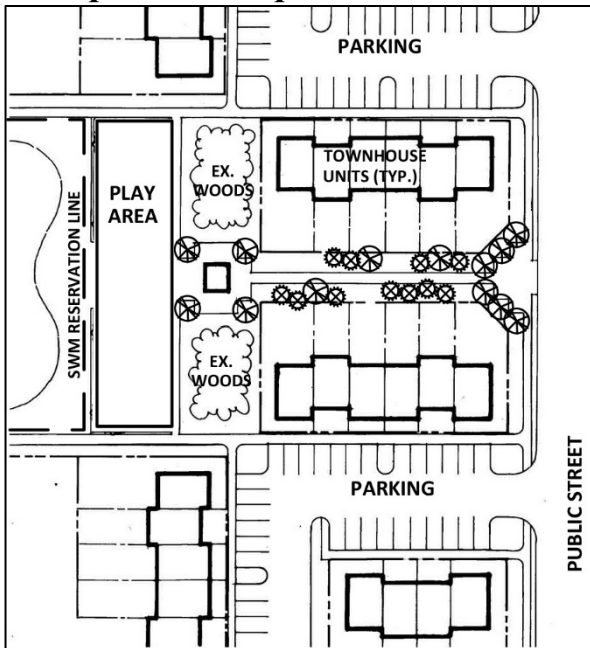 PARKING
TOWNHOUSE
UNITS (TYP.)
EX.
WOODS
PLAY
AREA
SWM RESERVATION LINE
EX.
WOODS
PARKING
PUBLIC STREET